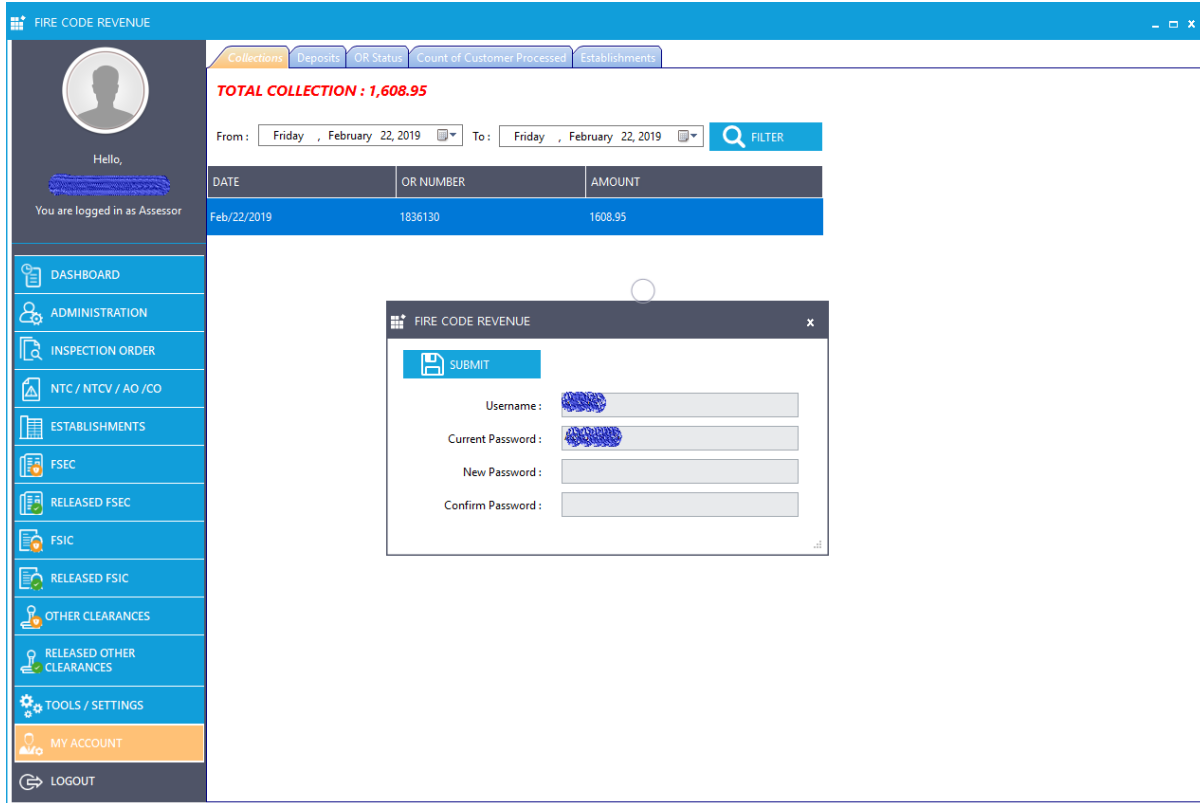 FIRE CODE REVENUE
Hello,
You are logged in as Assessor
DASHBOARD
ADMINISTRATION
INSPECTION ORDER
NTC / NTCV / AO /CO
ESTABLISHMENTS
FSEC
RELEASED FSEC
FSIC
RELEASED FSIC
OTHER CLEARANCES
RELEASED OTHER
CLEARANCES
TOOLS / SETTINGS
MY ACCOUNT
LOGOUT
Collections Deposits OR Status Count of Customer Processed Establishments
TOTAL COLLECTION : 1,608.95
From : Friday , February 22, 2019 To : Friday , February 22, 2019 FILTER
DATE OR NUMBER AMOUNT
Feb/22/2019 1836130 1608.95
FIRE CODE REVENUE x
SUBMIT
Username :
Current Password :
New Password :
Confirm Password :